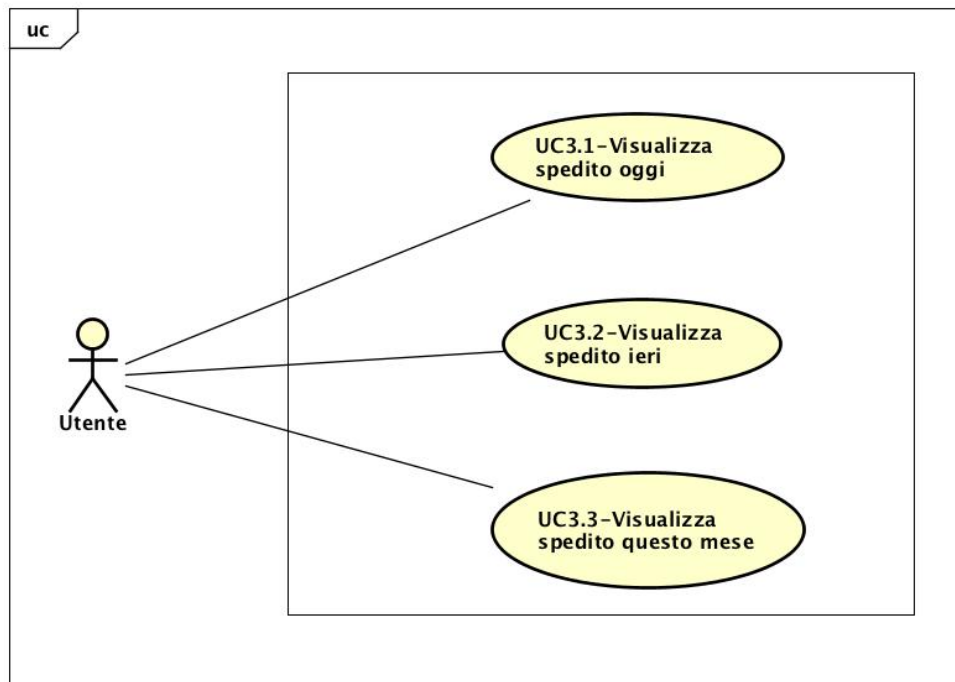 uc
UC3.1-Visualizza
spedito oggi
UC3.2-Visualizza
spedito ieri
Utente
UC3.3-Visualizza
spedito questo mese